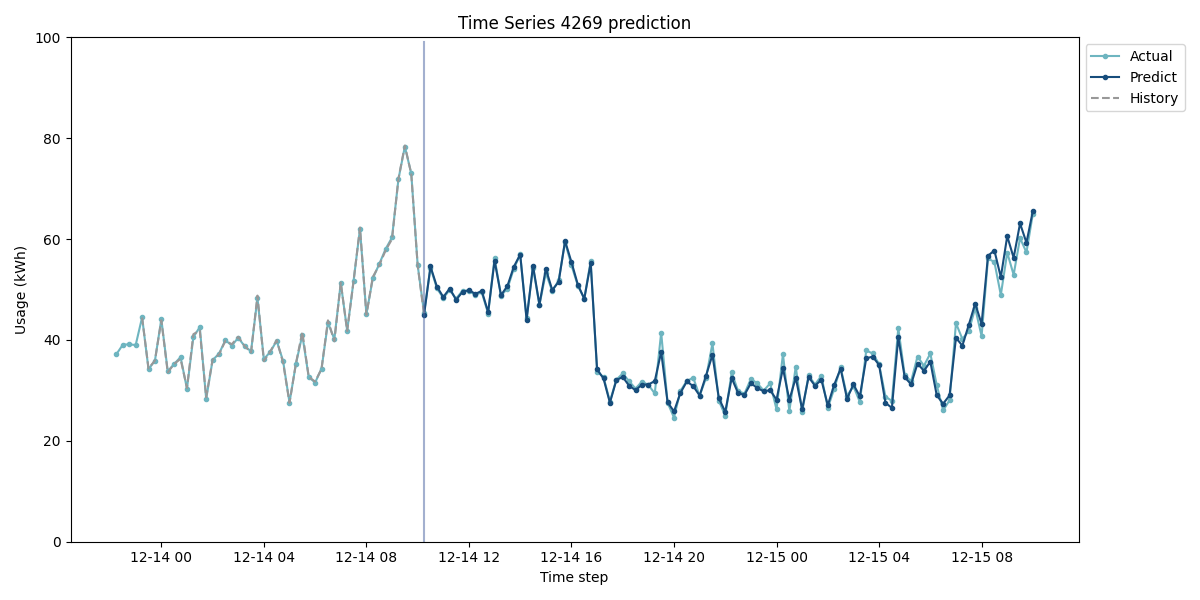 Time Series 4269 prediction
Actual
Predict
History
Usage (kWh)
100
80
60
40
20
0
12-14 00
12-14 04
12-14 08
12-14 12
12-14 16
12-14 20
12-15 00
12-15 04
12-15 08
Time step